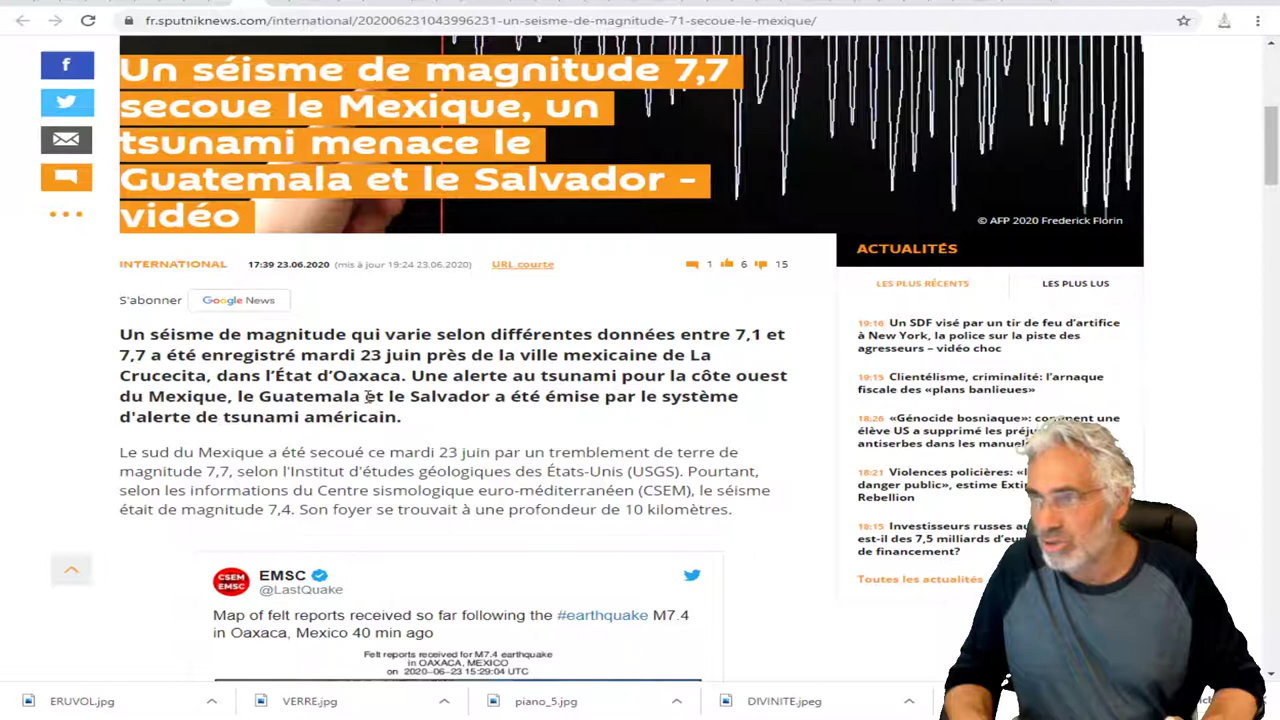 fr.sputniknews.com/international/202006231043996231-un-seisme-de-magnitude-71-secoue-le-mexique/
Un séisme de magnitude 7,7
secoue le Mexique, un
tsunami menace le
Guatemala et le Salvador -
vidéo
© AFP 2020 Frederick Florin
INTERNATIONAL 17:39 23.06.2020 (mis à jour 19:24 23.06.2020) URL courte 1 6 15
S'abonner Google News
Un séisme de magnitude qui varie selon différentes données entre 7,1 et
7,7 a été enregistré mardi 23 juin près de la ville mexicaine de La
Crucecita, dans l'État d'Oaxaca. Une alerte au tsunami pour la côte ouest
du Mexique, le Guatemala et le Salvador a été émise par le système
d'alerte de tsunami américain.
Le sud du Mexique a été secoué ce mardi 23 juin par un tremblement de terre de
magnitude 7,7, selon l'Institut d'études géologiques des États-Unis (USGS). Pourtant,
selon les informations du Centre sismologique euro-méditerranéen (CSEM), le séisme
était de magnitude 7,4. Son foyer se trouvait à une profondeur de 10 kilomètres.
CSEM
EMSC
EMSC
@LastQuake
Map of felt reports received so far following the #earthquake M7.4
in Oaxaca, Mexico 40 min ago
Felt reports received for M7.4 earthquake
in OAXACA, MEXICO
on 2020-06-23 15:29:04 UTC
ACTUALITÉS
LES PLUS RÉCENTS LES PLUS LUS
19:16 Un SDF visé par un tir de feu d'artifice
à New York, la police sur la piste des
agresseurs – vidéo choc
19:15 Clientélisme, criminalité: l'arnaque
fiscale des «plans banlieues»
18:26 «Génocide bosniaque»: comment une
élève US a supprimé les préju
antiserbes dans les manuel
18:21 Violences policières: «l
danger public», estime Exti
Rebellion
18:15 Investisseurs russes au
est-il des 7,5 milliards d'eu
de financement?
Toutes les actualités
ERUVOL.jpg VERRE.jpg piano_5.jpg DIVINITE.jpeg